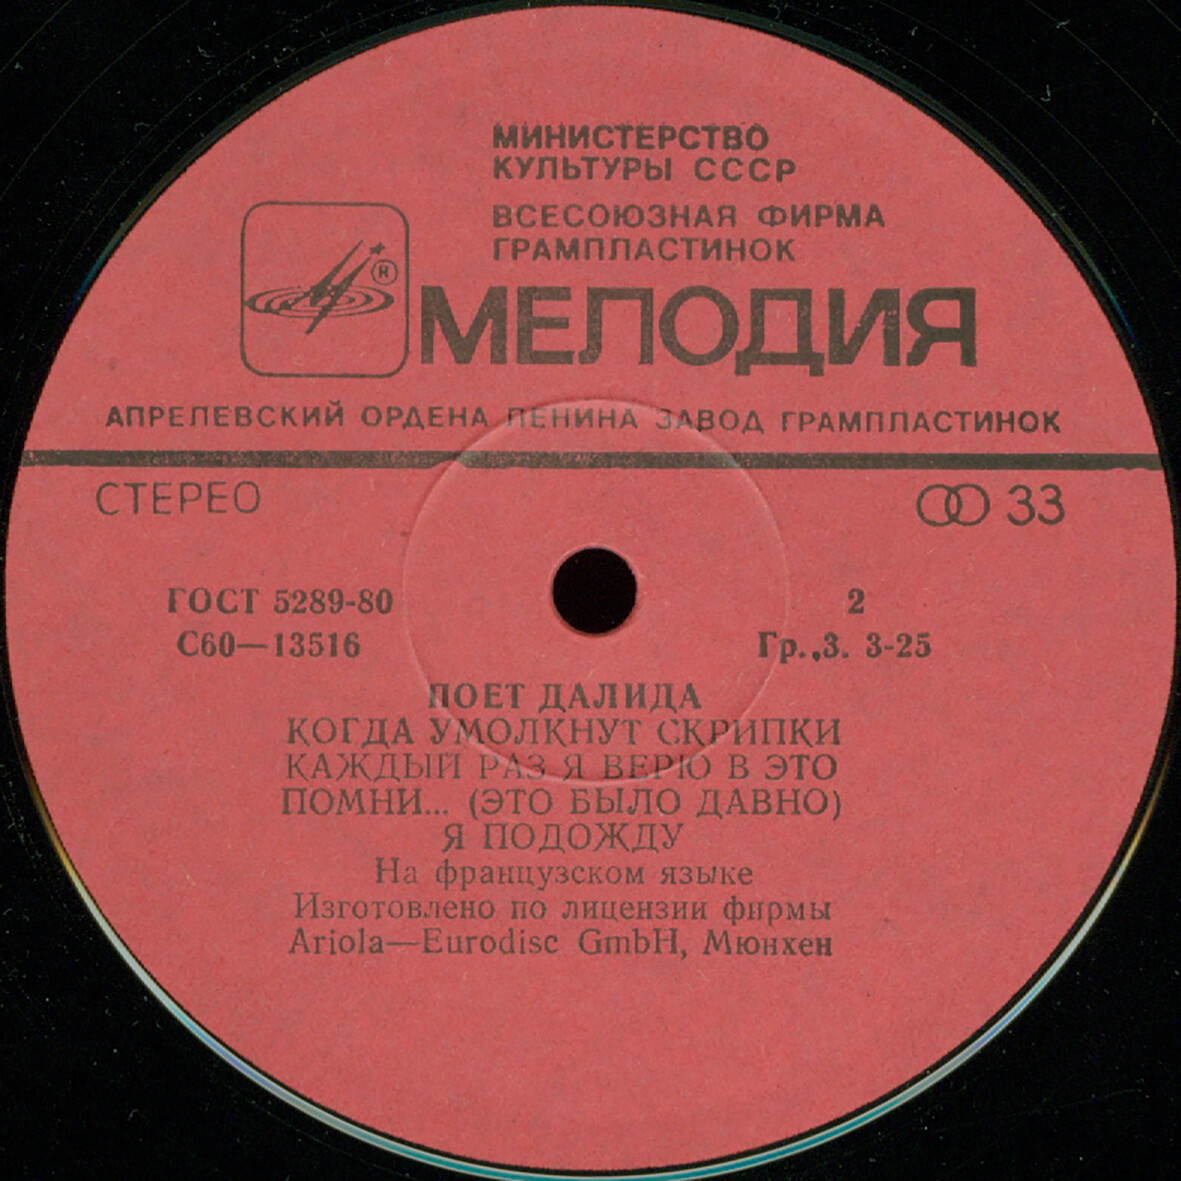 МИНИСТЕРСТВО
КУЛЬТУРЫ СССР
ВСЕСОЮЗНАЯ ФИРМА
ГРАМПЛАСТИНОК
®
МЕЛОДИЯ
АПРЕЛЕВСКИЙ ОРДЕНА ЛЕНИНА ЗАВОД ГРАМПЛАСТИНОК
СТЕРЕО 33
ГОСТ 5289-80 2
С60—13516 Гр.,3. 3-25
ПОЕТ ДАЛИДА
КОГДА УМОЛКНУТ СКРИПКИ
КАЖДЫЙ РАЗ Я ВЕРЮ В ЭТО
ПОМНИ... (ЭТО БЫЛО ДАВНО)
Я ПОДОЖДУ
На французском языке
Изготовлено по лицензии фирмы
Ariola—Eurodisc GmbH, Мюнхен